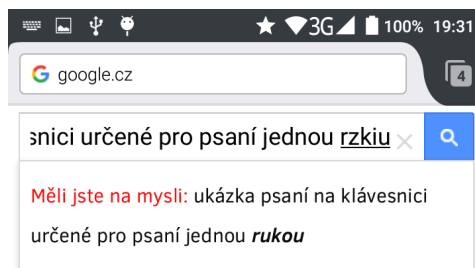 3G 100% 19:31
google.cz
4
snici určené pro psaní jednou rzkiu
Měli jste na mysli: ukázka psaní na klávesnici
určené pro psaní jednou rukou